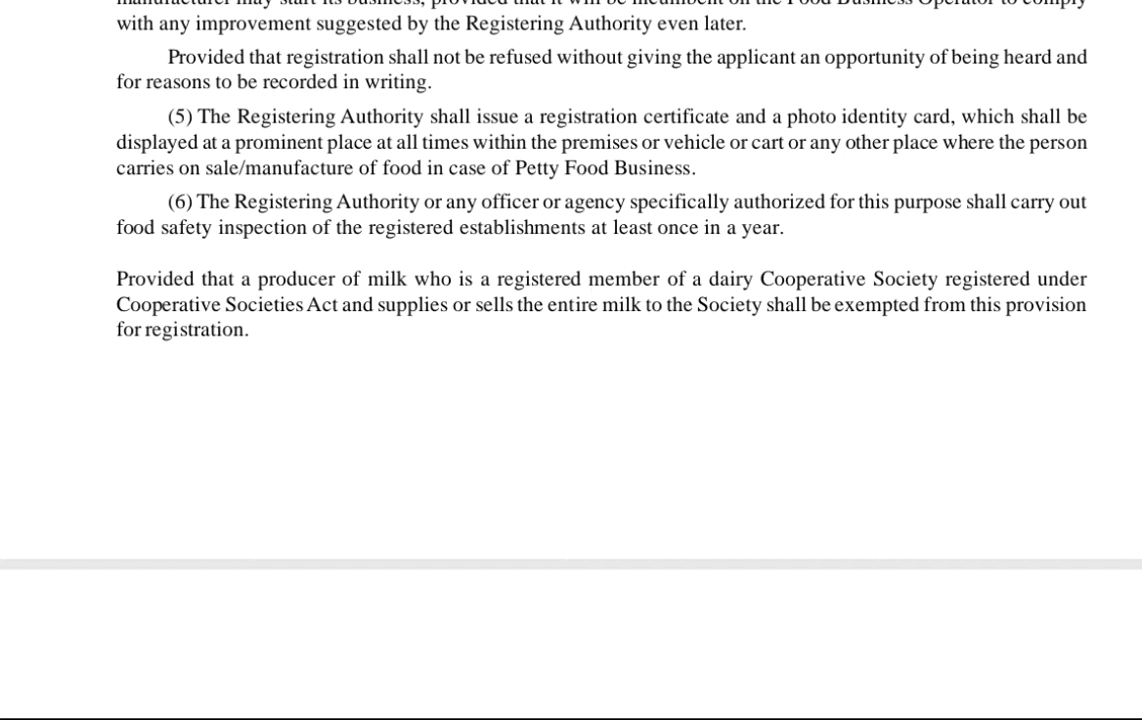 with any improvement suggested by the Registering Authority even later.
Provided that registration shall not be refused without giving the applicant an opportunity of being heard and
for reasons to be recorded in writing.
(5) The Registering Authority shall issue a registration certificate and a photo identity card, which shall be
displayed at a prominent place at all times within the premises or vehicle or cart or any other place where the person
carries on sale/manufacture of food in case of Petty Food Business.
(6) The Registering Authority or any officer or agency specifically authorized for this purpose shall carry out
food safety inspection of the registered establishments at least once in a year.
Provided that a producer of milk who is a registered member of a dairy Cooperative Society registered under
Cooperative Societies Act and supplies or sells the entire milk to the Society shall be exempted from this provision
for registration.